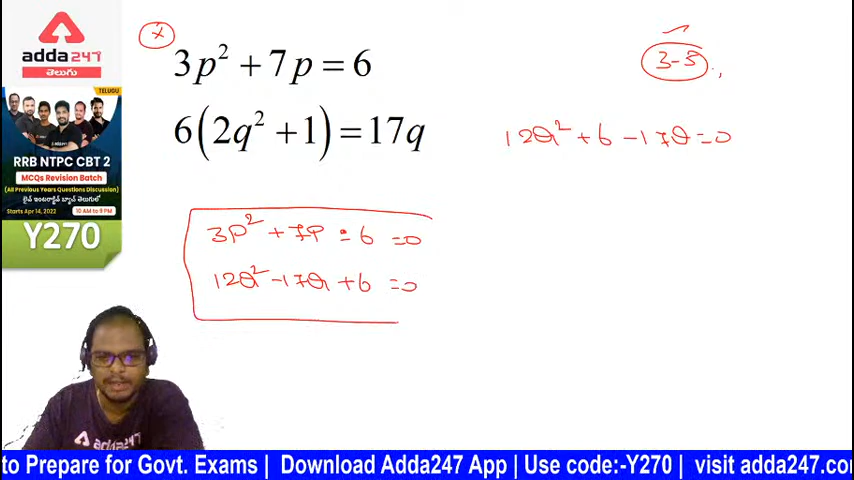 adda247
తెలుగు
TELUGU
RRB NTPC CBT 2
MCQs Revision Batch
(All Previous Years Questions Discussion)
Starts Apr 14, 2022
10 AM to 9 PM
Y270
x
3p² + 7p = 6
6(2q² + 1) = 17q
3-5
12Q² + 6 - 17Q = 0
3P² + 7P - 6 = 0
12Q² - 17Q + 6 = 0
adda247
to Prepare for Govt. Exams | Download Adda247 App | Use code:-Y270 | visit adda247.co